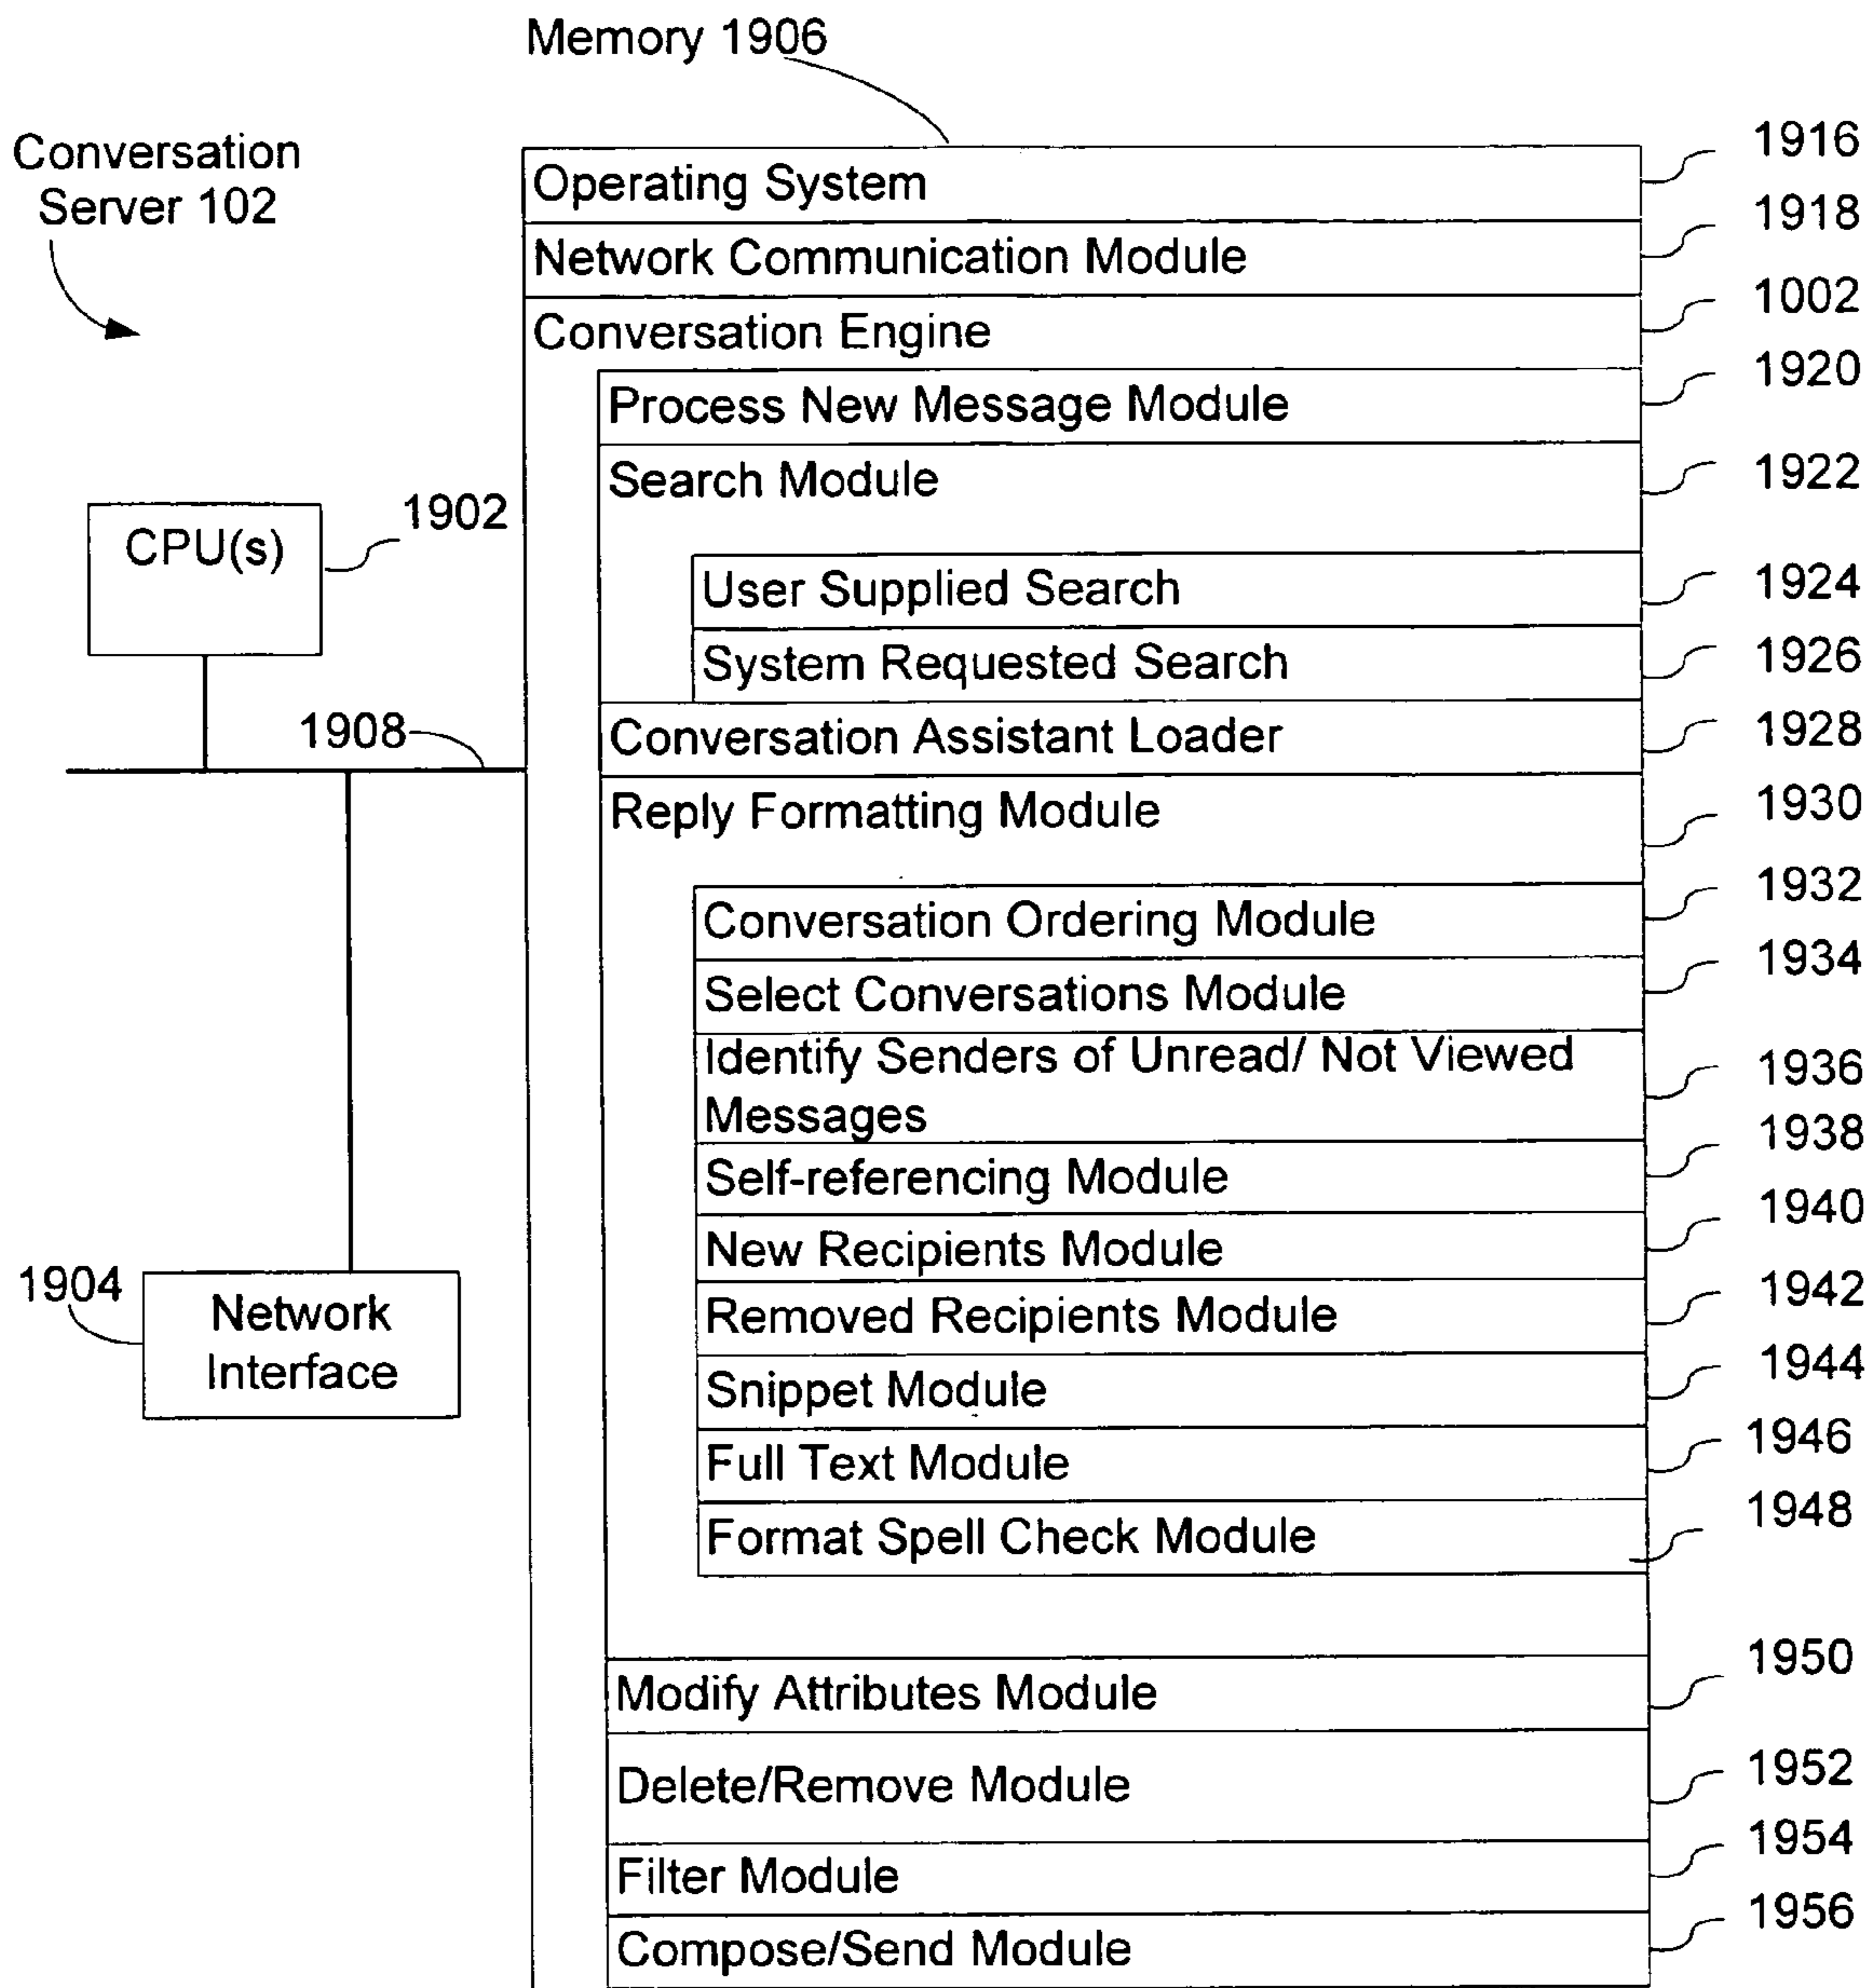 Memory 1906
Conversation
Server 102
Operating System 1916
Network Communication Module 1918
Conversation Engine 1002
Process New Message Module 1920
Search Module 1922
CPU(s) 1902
User Supplied Search 1924
System Requested Search 1926
1908
Conversation Assistant Loader 1928
Reply Formatting Module 1930
Conversation Ordering Module 1932
Select Conversations Module 1934
Identify Senders of Unread/ Not Viewed 1936
Messages
Self-referencing Module 1938
New Recipients Module 1940
1904
Network
Interface
Removed Recipients Module 1942
Snippet Module 1944
Full Text Module 1946
Format Spell Check Module 1948
Modify Attributes Module 1950
Delete/Remove Module 1952
Filter Module 1954
Compose/Send Module 1956